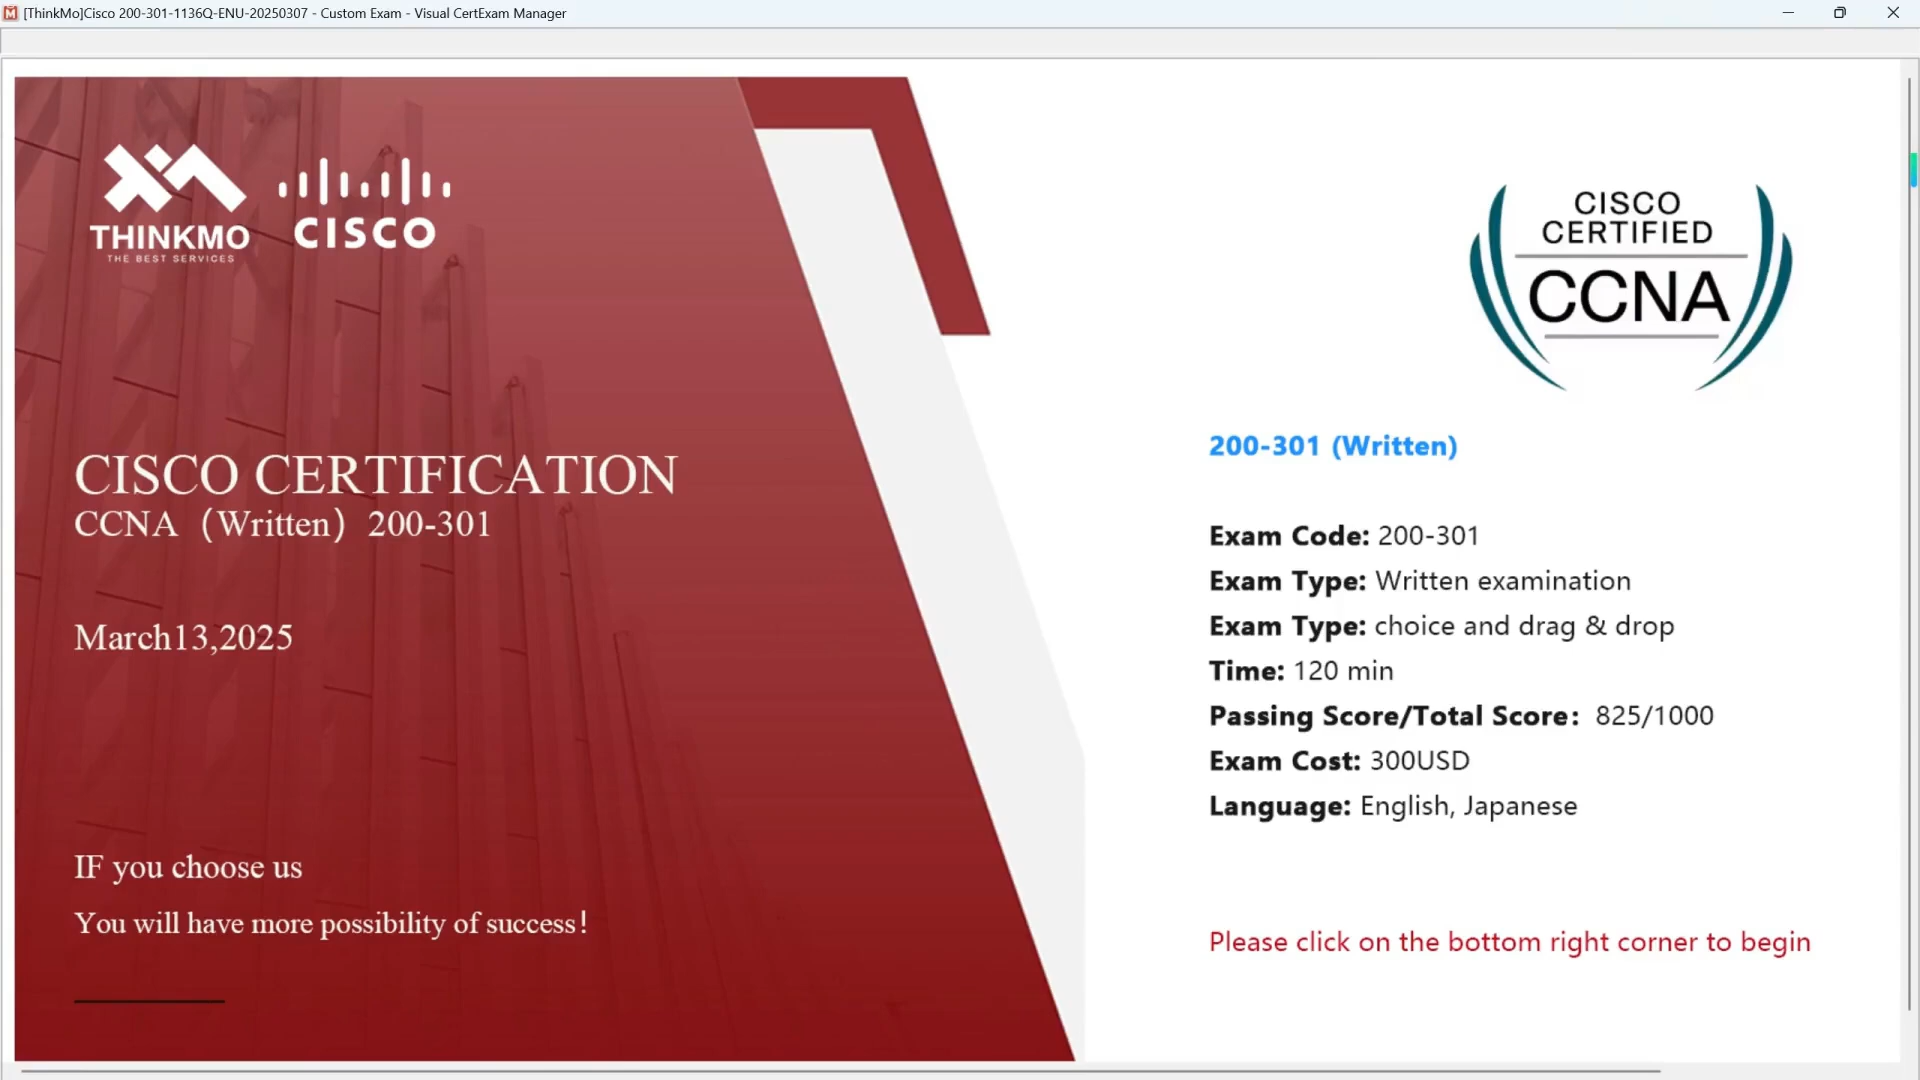 [ThinkMo]Cisco 200-301-1136Q-ENU-20250307 - Custom Exam - Visual CertExam Manager
THINKMO
THE BEST SERVICES
CISCO
CISCO CERTIFICATION
CCNA（Written）200-301
March13,2025
IF you choose us
You will have more possibility of success！
CISCO
CERTIFIED
CCNA
200-301 (Written)
Exam Code: 200-301
Exam Type: Written examination
Exam Type: choice and drag & drop
Time: 120 min
Passing Score/Total Score：825/1000
Exam Cost: 300USD
Language: English, Japanese
Please click on the bottom right corner to begin